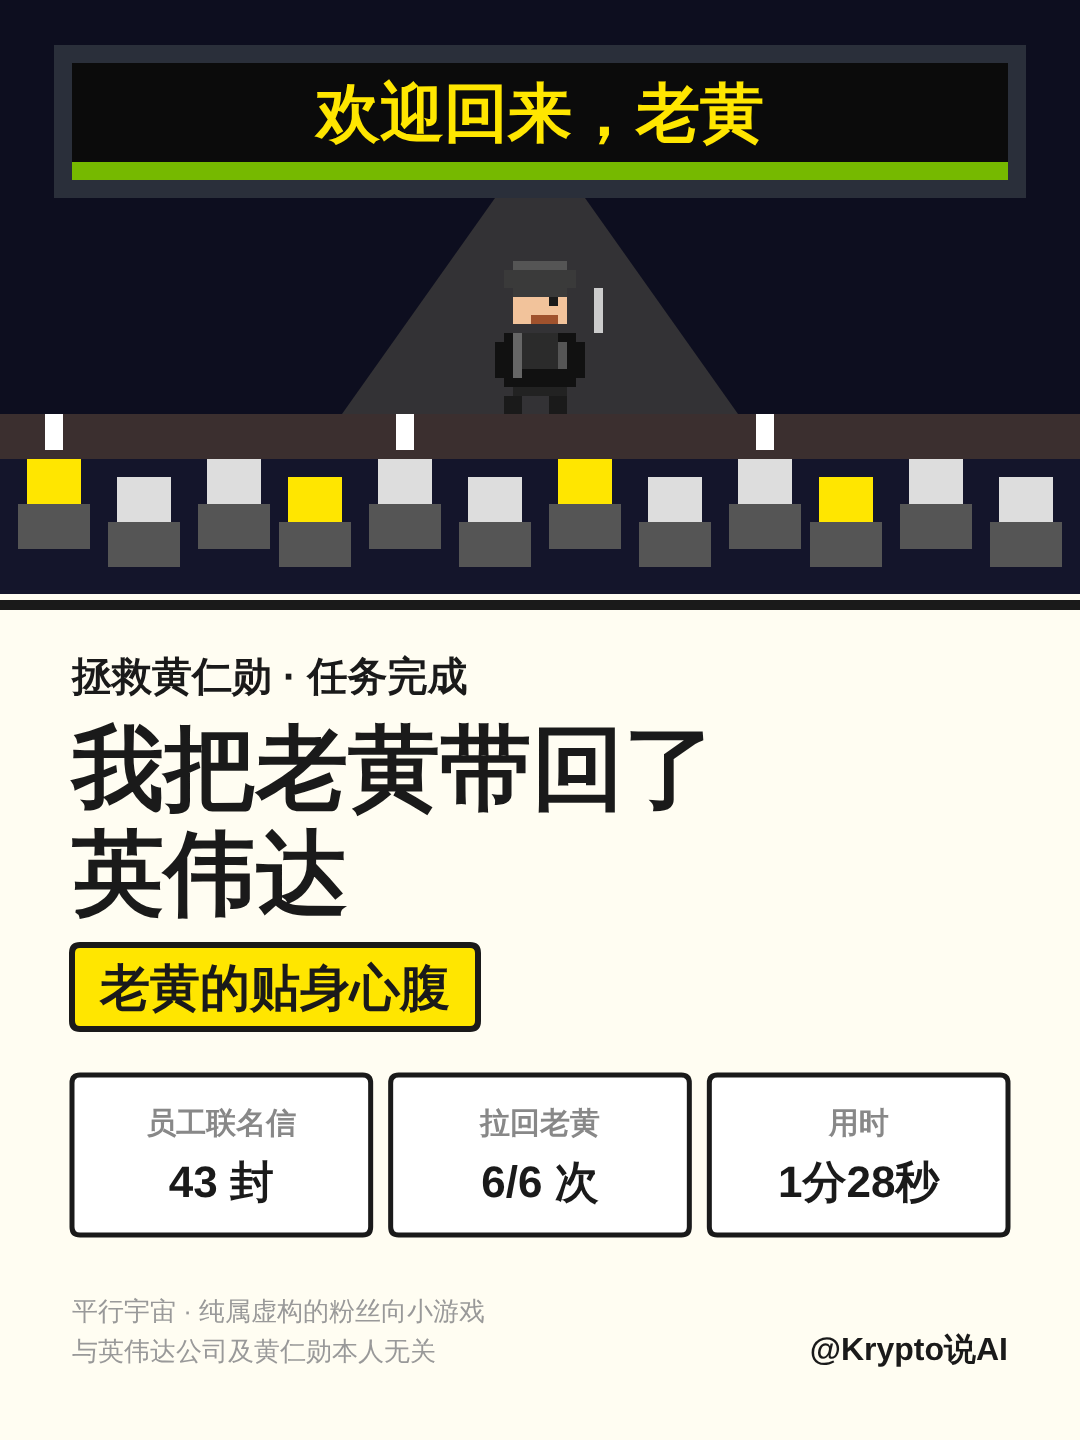 欢迎回来，老黄
拯救黄仁勋 · 任务完成
我把老黄带回了
英伟达
老黄的贴身心腹
员工联名信
43 封
拉回老黄
6/6 次
用时
1分28秒
平行宇宙 · 纯属虚构的粉丝向小游戏
与英伟达公司及黄仁勋本人无关
@Krypto说AI